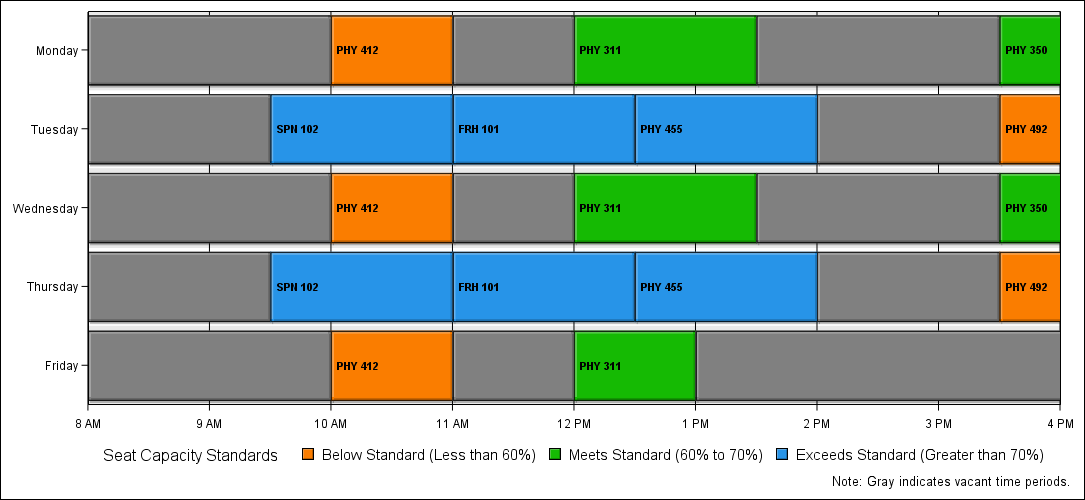 Monday PHY 412 PHY 311 PHY 350
Tuesday SPN 102 FRH 101 PHY 455 PHY 492
Wednesday PHY 412 PHY 311 PHY 350
Thursday SPN 102 FRH 101 PHY 455 PHY 492
Friday PHY 412 PHY 311
8 AM 9 AM 10 AM 11 AM 12 PM 1 PM 2 PM 3 PM 4 PM
Seat Capacity Standards Below Standard (Less than 60%) Meets Standard (60% to 70%) Exceeds Standard (Greater than 70%)
Note: Gray indicates vacant time periods.